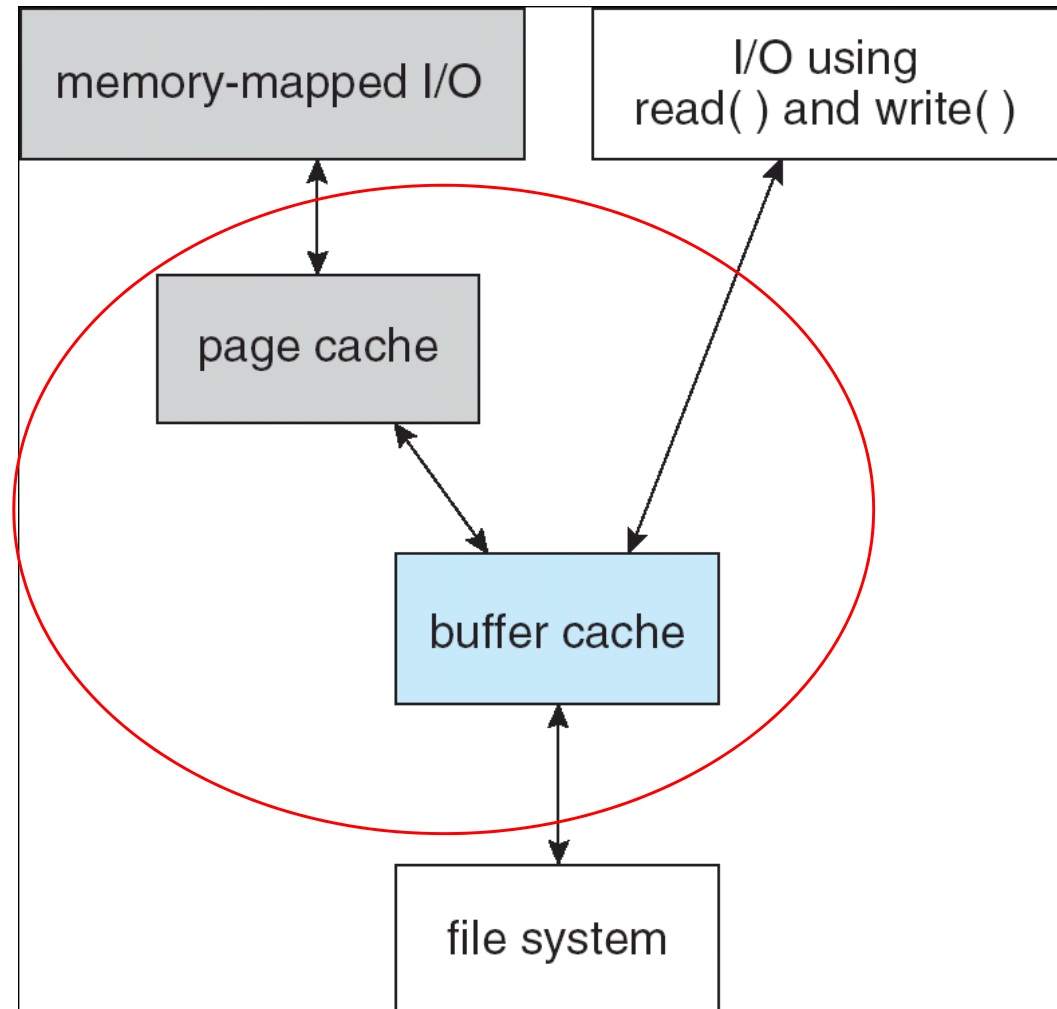 memory-mapped I/O
I/O using
read( ) and write( )
page cache
buffer cache
file system